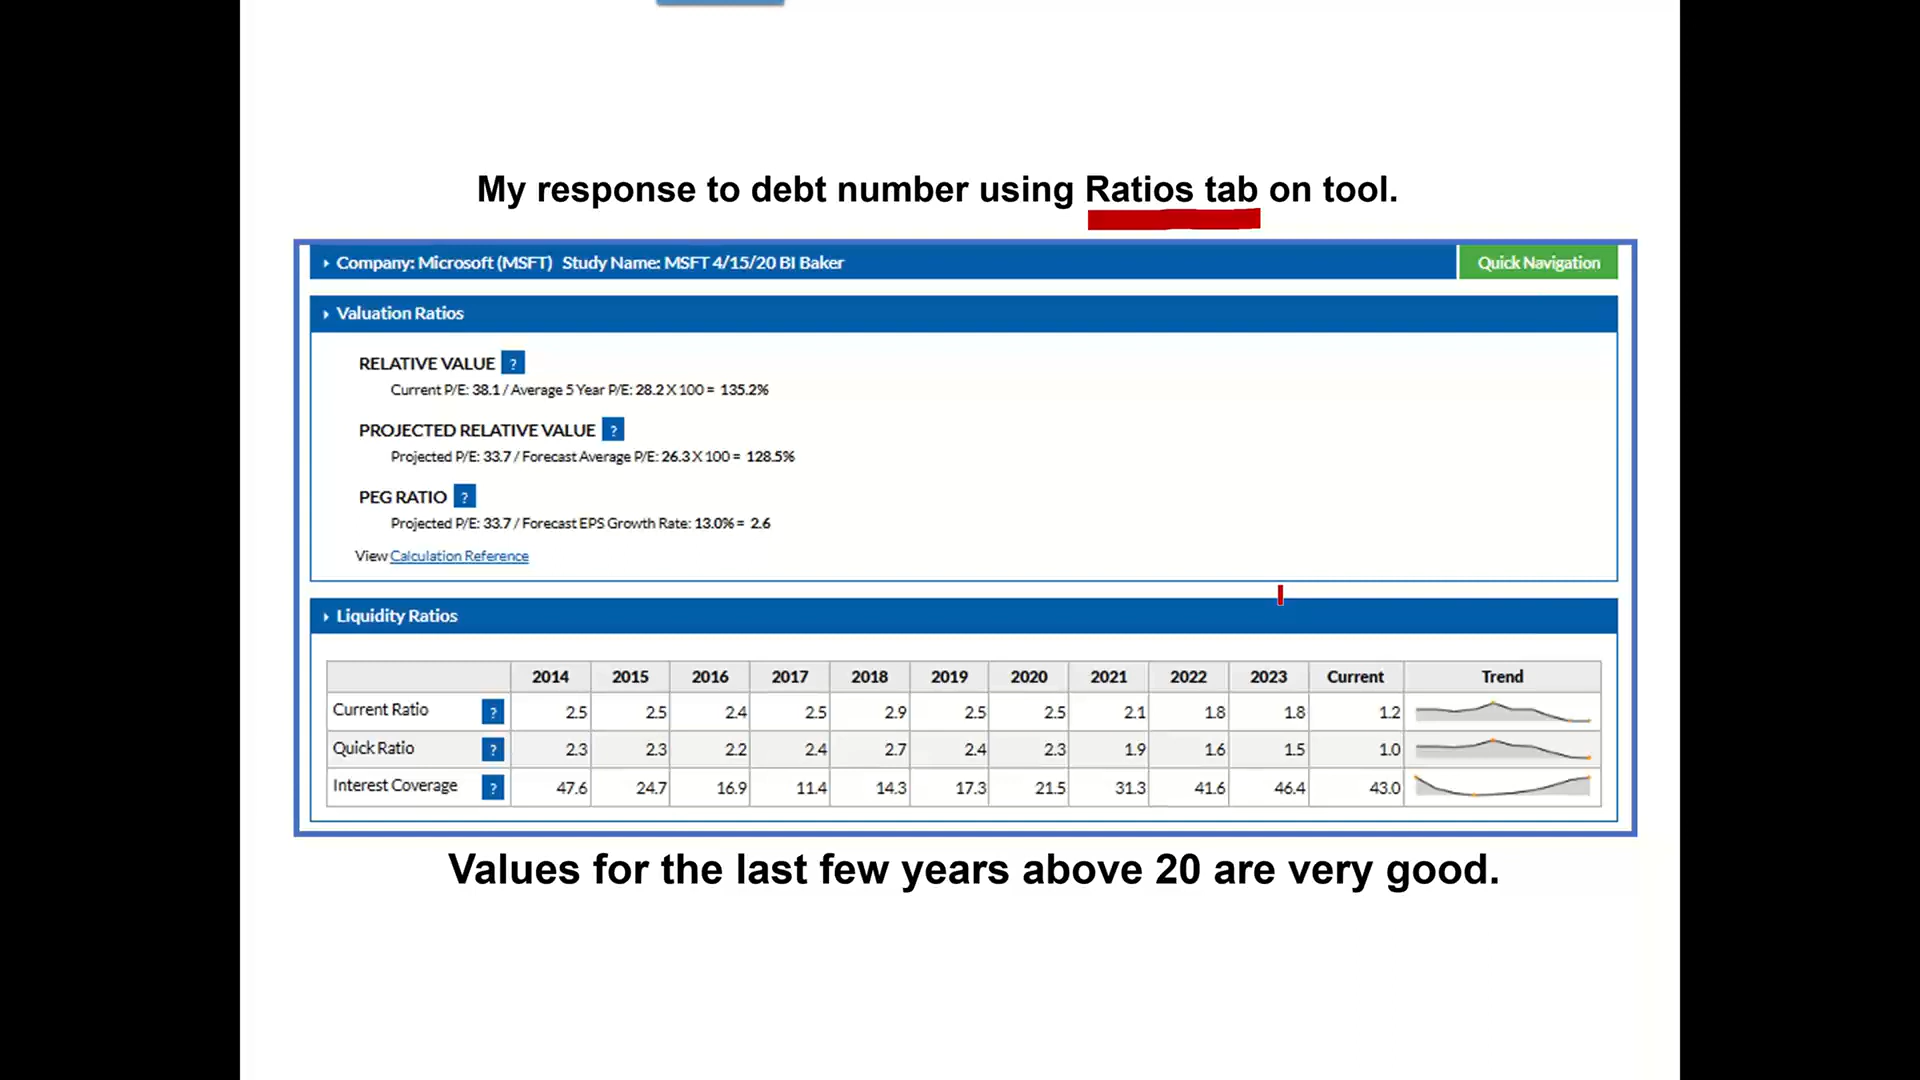 My response to debt number using Ratios tab on tool.
Company: Microsoft (MSFT) Study Name: MSFT 4/15/20 BI Baker
Quick Navigation
Valuation Ratios
RELATIVE VALUE ?
Current P/E: 38.1 / Average 5 Year P/E: 28.2 X 100 = 135.2%
PROJECTED RELATIVE VALUE ?
Projected P/E: 33.7 / Forecast Average P/E: 26.3 X 100 = 128.5%
PEG RATIO ?
Projected P/E: 33.7 / Forecast EPS Growth Rate: 13.0% = 2.6
View Calculation Reference
Liquidity Ratios
2014 2015 2016 2017 2018 2019 2020 2021 2022 2023 Current Trend
Current Ratio ? 2.5 2.5 2.4 2.5 2.9 2.5 2.5 2.1 1.8 1.8 1.2
Quick Ratio ? 2.3 2.3 2.2 2.4 2.7 2.4 2.3 1.9 1.6 1.5 1.0
Interest Coverage ? 47.6 24.7 16.9 11.4 14.3 17.3 21.5 31.3 41.6 46.4 43.0
Values for the last few years above 20 are very good.